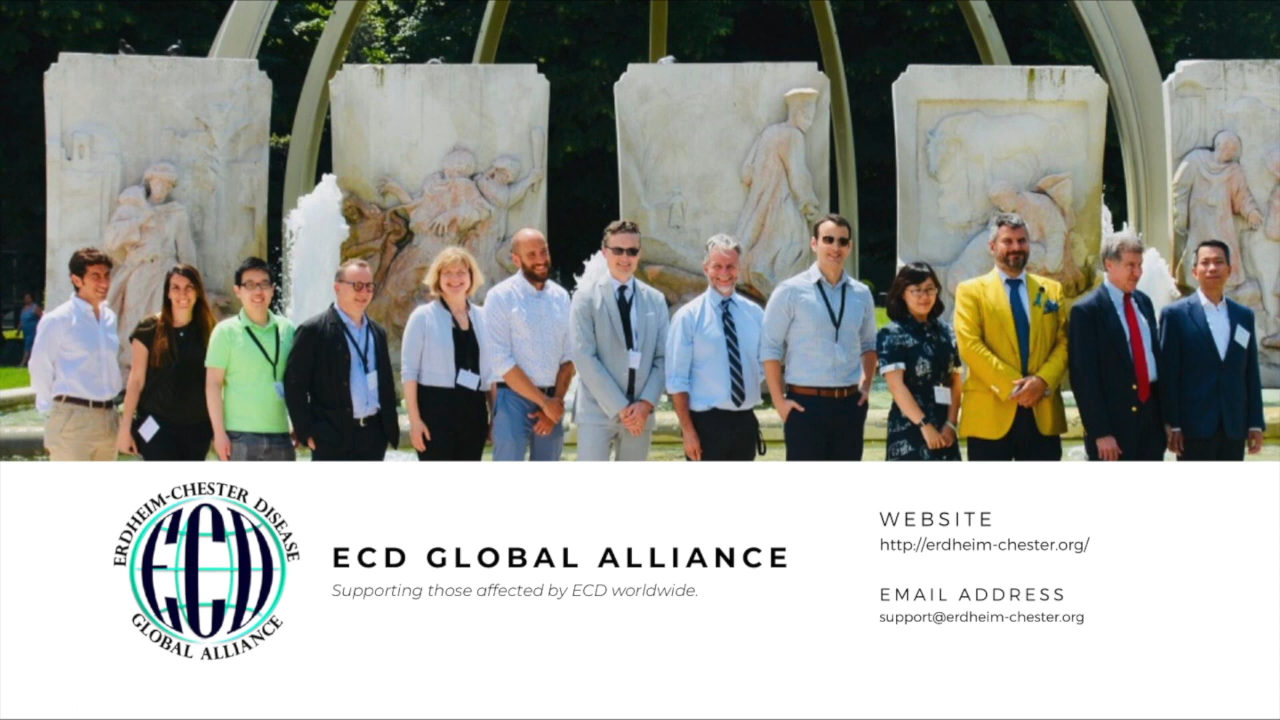 ERDHEIM-CHESTER DISEASE
ECD
GLOBAL ALLIANCE
ECD GLOBAL ALLIANCE
Supporting those affected by ECD worldwide.
WEBSITE
http://erdheim-chester.org/
EMAIL ADDRESS
support@erdheim-chester.org